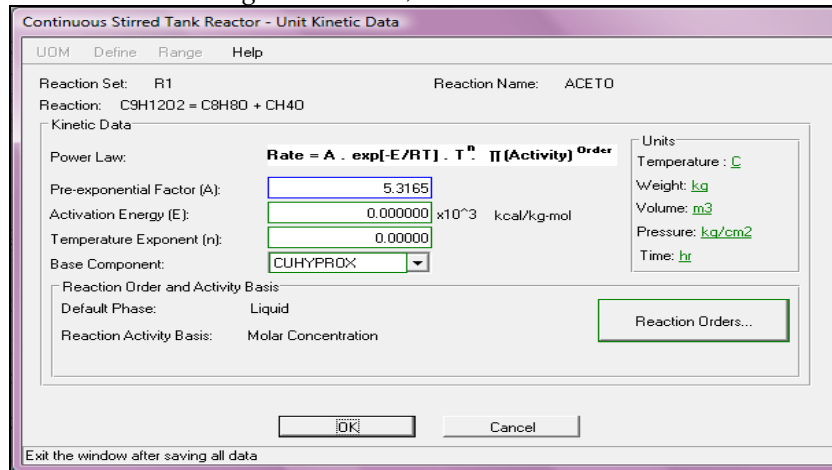 Continuous Stirred Tank Reactor - Unit Kinetic Data
UOM Define Range Help
Reaction Set: R1 Reaction Name: ACETO
Reaction: C9H12O2 = C8H8O + CH4O
Kinetic Data
Power Law: Rate = A . exp[-E/RT] . T^n . ∏ (Activity)^Order
Pre-exponential Factor (A): 5.3165
Activation Energy (E): 0.000000 x10^3 kcal/kg-mol
Temperature Exponent (n): 0.00000
Base Component: CUHYPROX
Units
Temperature : C
Weight: kg
Volume: m3
Pressure: kg/cm2
Time: hr
Reaction Order and Activity Basis
Default Phase: Liquid
Reaction Activity Basis: Molar Concentration
Reaction Orders...
OK Cancel
Exit the window after saving all data